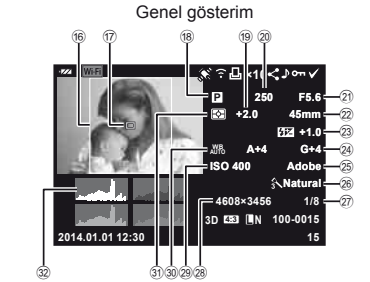 Genel gösterim
⑯ ⑰ ⑱ ⑲ ⑳
Wi-Fi ×10
P 250 F5.6 ㉑
+2.0 45mm ㉒
+1.0 ㉓
WB AUTO A+4 G+4 ㉔
ISO 400 Adobe ㉕
Natural ㉖
4608×3456 1/8 ㉗
3D 4:3 N 100-0015
2014.01.01 12:30 15
㉜ ㉛ ㉚ ㉙ ㉘